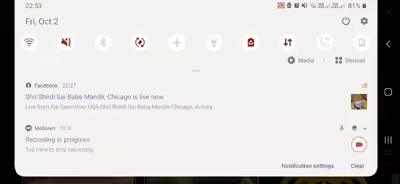 22:53
81%
Fri, Oct 2
Media
Devices
Facebook 22:27
Shri Shirdi Sai Baba Mandir, Chicago is live now
Live from Sai Samsthan USA-Shri Shirdi Sai Baba Mandir Chicago, Aurora.
Mobizen
Recording in progress
Tap here to stop recording.
Notification settings
Clear